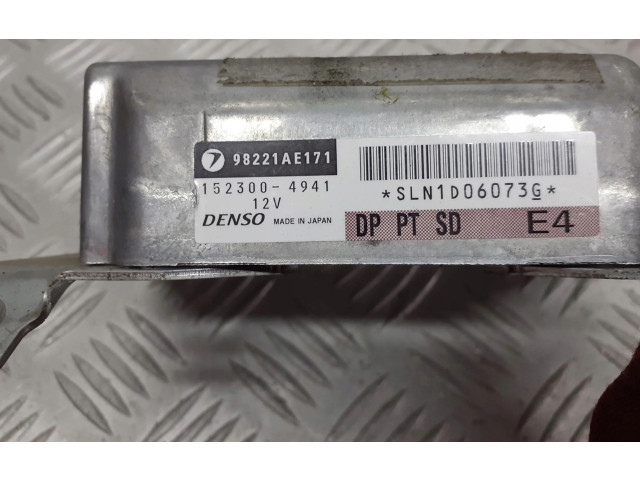 98221AE171
152300-4941
12V
DENSO MADE IN JAPAN
*SLN1D06073G*
DP PT SD E4